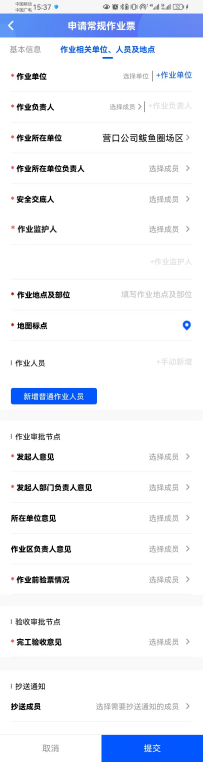 中国移动
中国广电 15:37
申请常规作业票
基本信息 作业相关单位、人员及地点
* 作业单位 选择单位 +作业单位
* 作业负责人 选择成员 +作业负责人
* 作业所在单位 营口公司鲅鱼圈场区
* 作业所在单位负责人 选择成员
* 安全交底人 选择成员
* 作业监护人 选择成员
+作业监护人
* 作业地点及部位 填写作业地点及部位
* 地图标点
作业人员 +手动新增
新增普通作业人员
作业审批节点
* 发起人意见 选择成员
* 发起人部门负责人意见 选择成员
所在单位意见 选择成员
作业区负责人意见 选择成员
* 作业前验票情况 选择成员
验收审批节点
* 完工验收意见 选择成员
抄送通知
抄送成员 选择需要抄送通知的成员
取消 提交